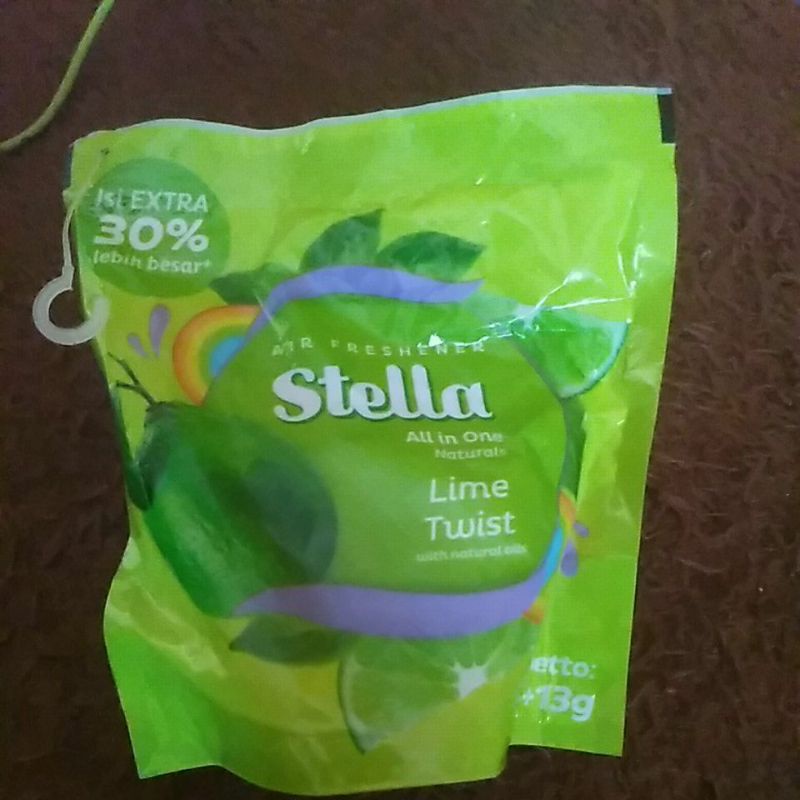 Isi EXTRA
30%
lebih besar*
AIR FRESHENER
Stella
All in One
Naturals
Lime
Twist
with natural oils
etto:
+13g